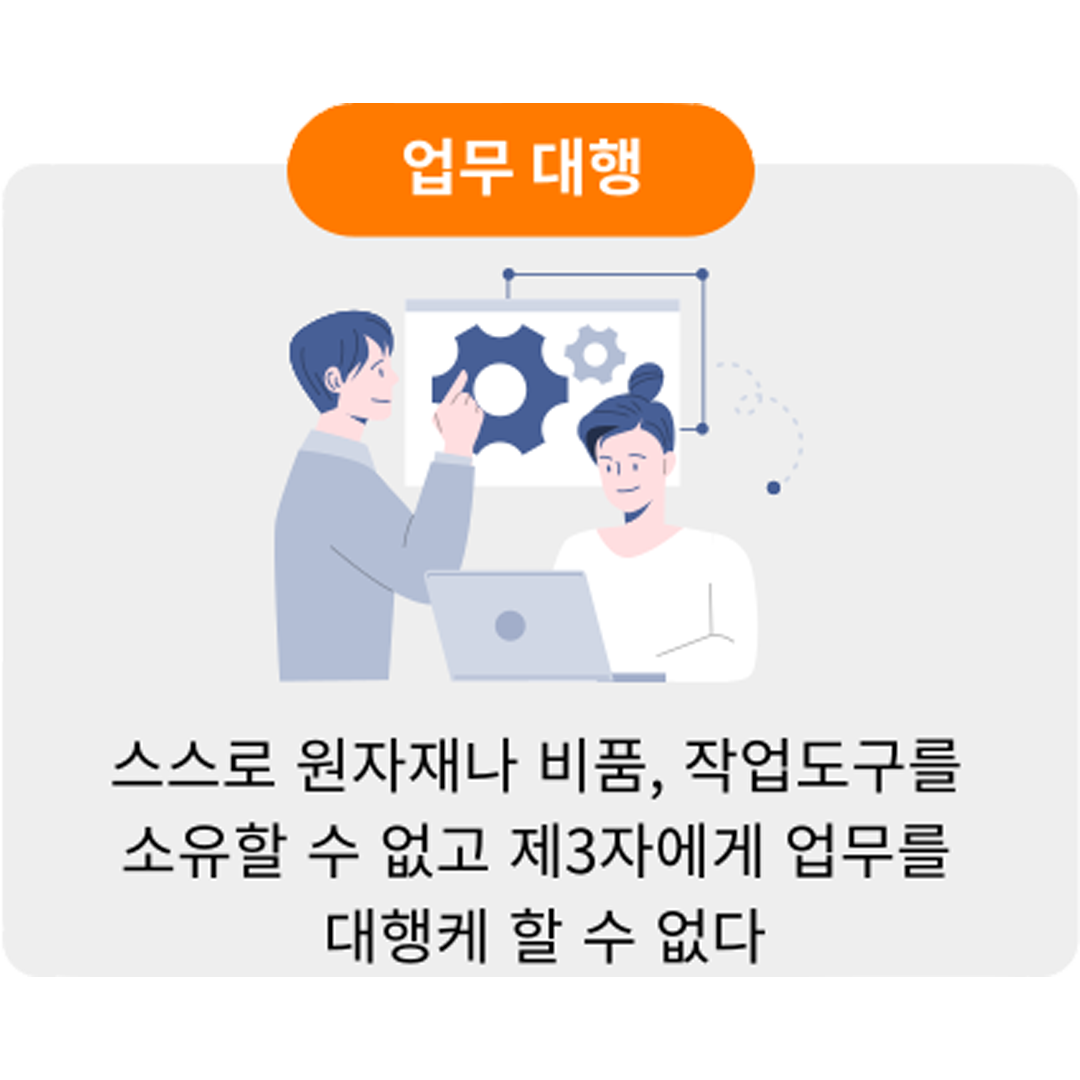 업무 대행
스스로 원자재나 비품, 작업도구를
소유할 수 없고 제3자에게 업무를
대행케 할 수 없다